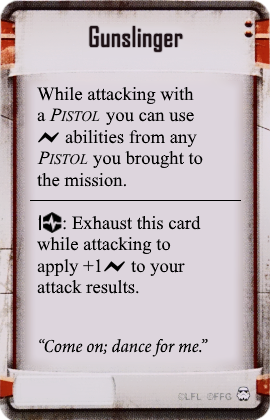 Gunslinger
While attacking with
a PISTOL you can use
abilities from any
PISTOL you brought to
the mission.
: Exhaust this card
while attacking to
apply +1 to your
attack results.
“Come on; dance for me.”
©LFL ©FFG